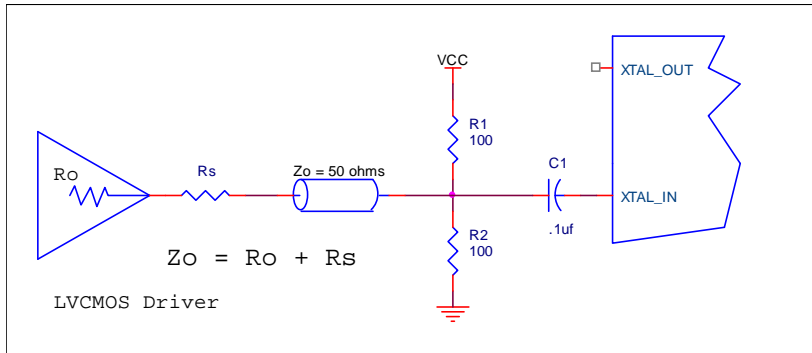 VCC
XTAL_OUT
R1
100
Ro
Rs
Zo = 50 ohms
C1
XTAL_IN
.1uf
R2
100
Zo = Ro + Rs
LVCMOS Driver